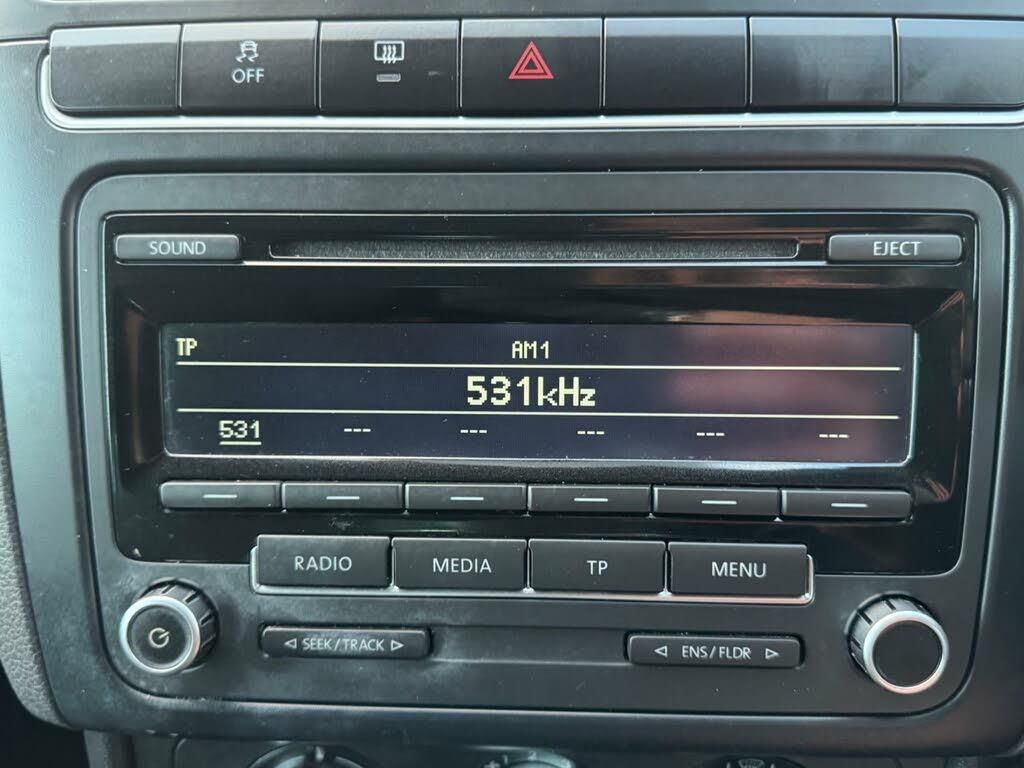 OFF
SOUND
EJECT
TP
AM1
531kHz
531 --- --- --- --- ---
RADIO
MEDIA
TP
MENU
SEEK/TRACK
ENS/FLDR